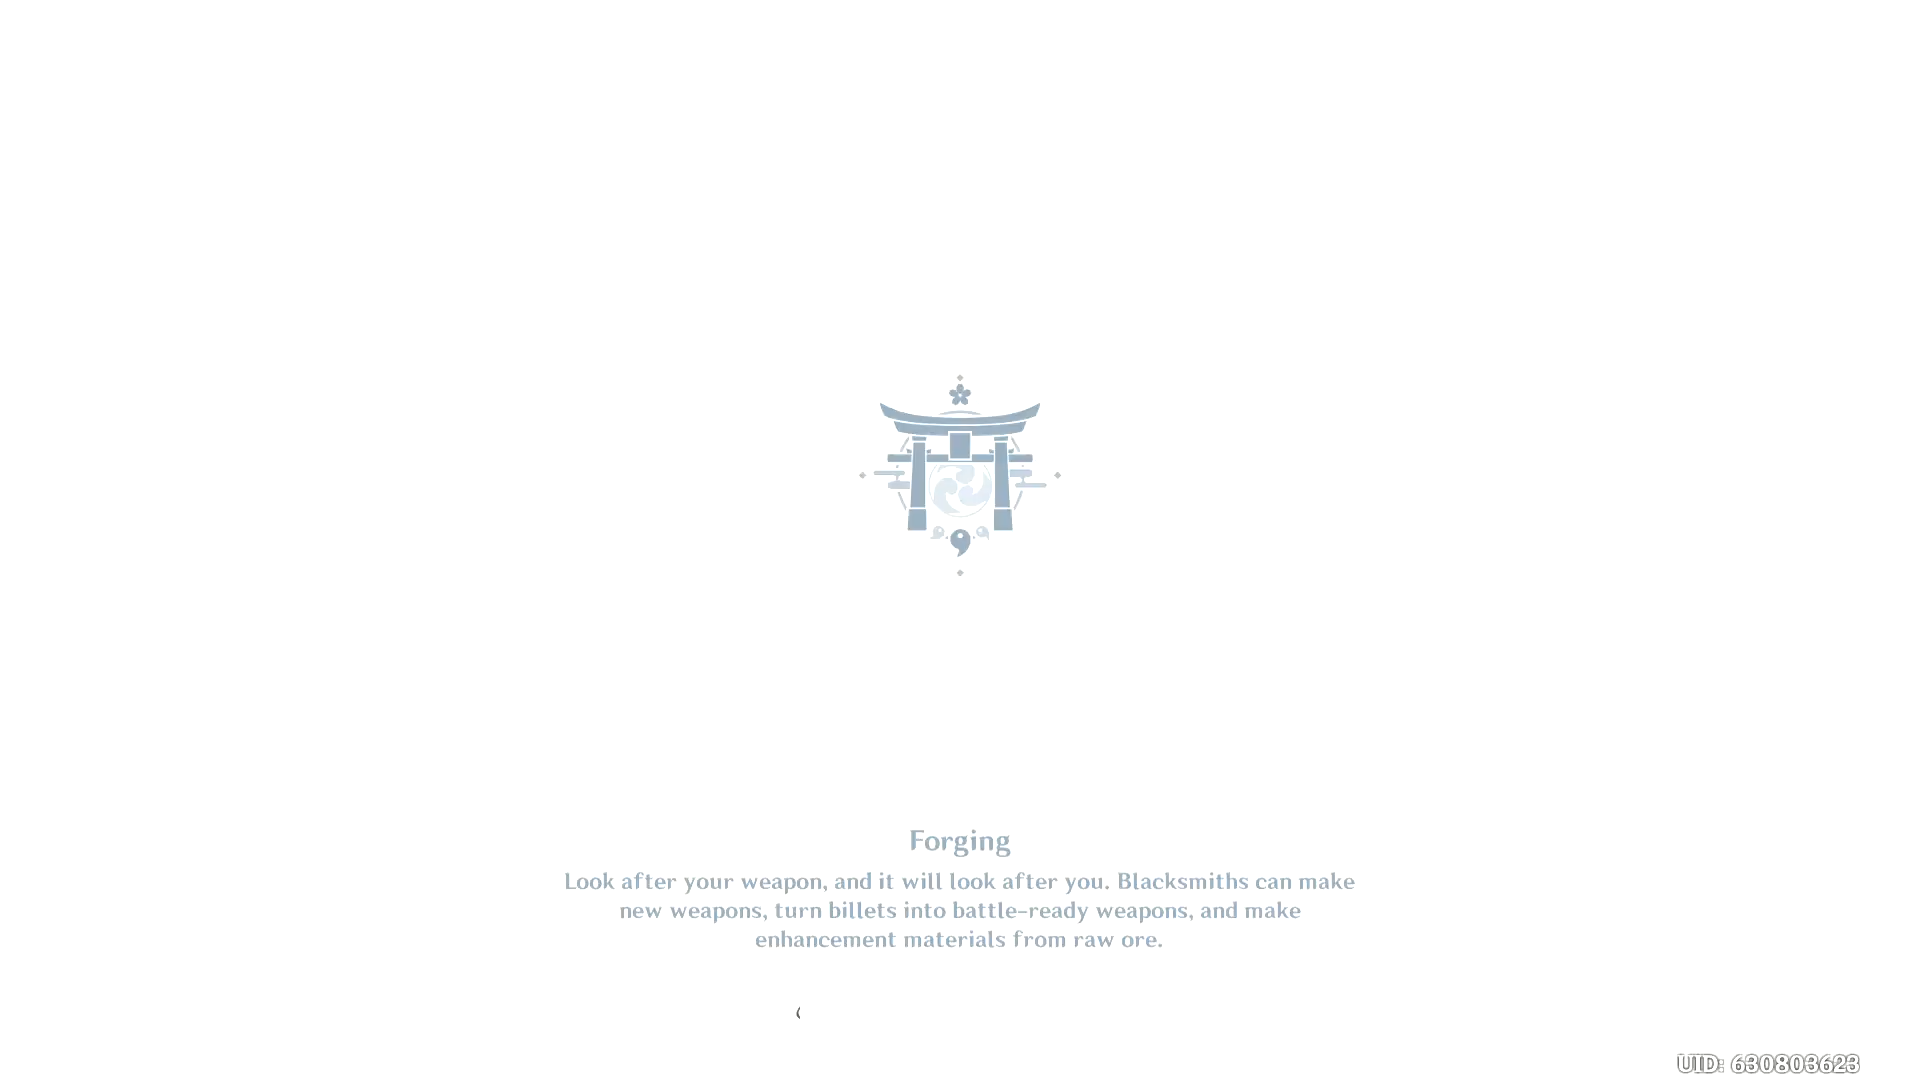 Forging
Look after your weapon, and it will look after you. Blacksmiths can make
new weapons, turn billets into battle-ready weapons, and make
enhancement materials from raw ore.
UID: 630803623